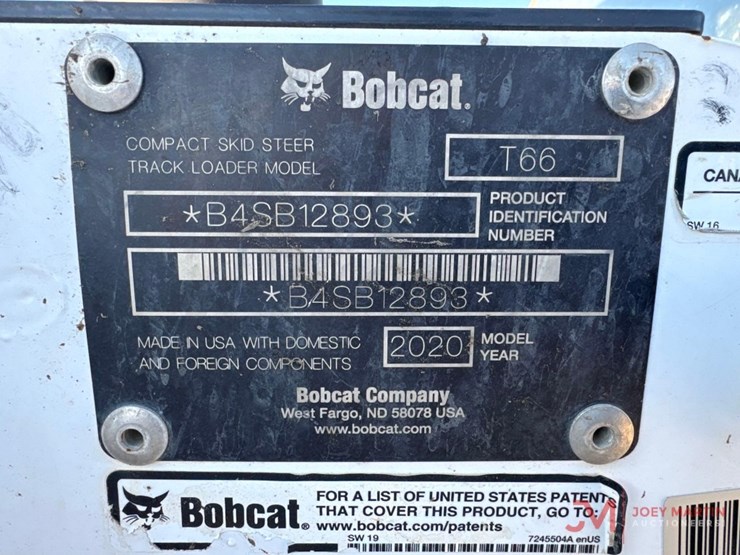 Bobcat.
COMPACT SKID STEER
TRACK LOADER MODEL
T66
*B4SB12893*
PRODUCT
IDENTIFICATION
NUMBER
*B4SB12893*
MADE IN USA WITH DOMESTIC
AND FOREIGN COMPONENTS
2020
MODEL
YEAR
Bobcat Company
West Fargo, ND 58078 USA
www.bobcat.com
CANA
SW 16
Bobcat.
FOR A LIST OF UNITED STATES PATENTS
THAT COVER THIS PRODUCT, GO TO:
www.bobcat.com/patents
SW 19
7245504A enUS
JM
JOEY MARTIN
AUCTIONEERS